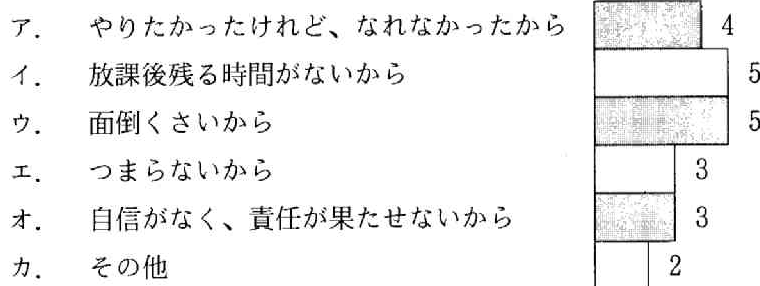 ア. やりたかったけれど、なれなかったから 4
イ. 放課後残る時間がないから 5
ウ. 面倒くさいから 5
エ. つまらないから 3
オ. 自信がなく、責任が果たせないから 3
カ. その他 2